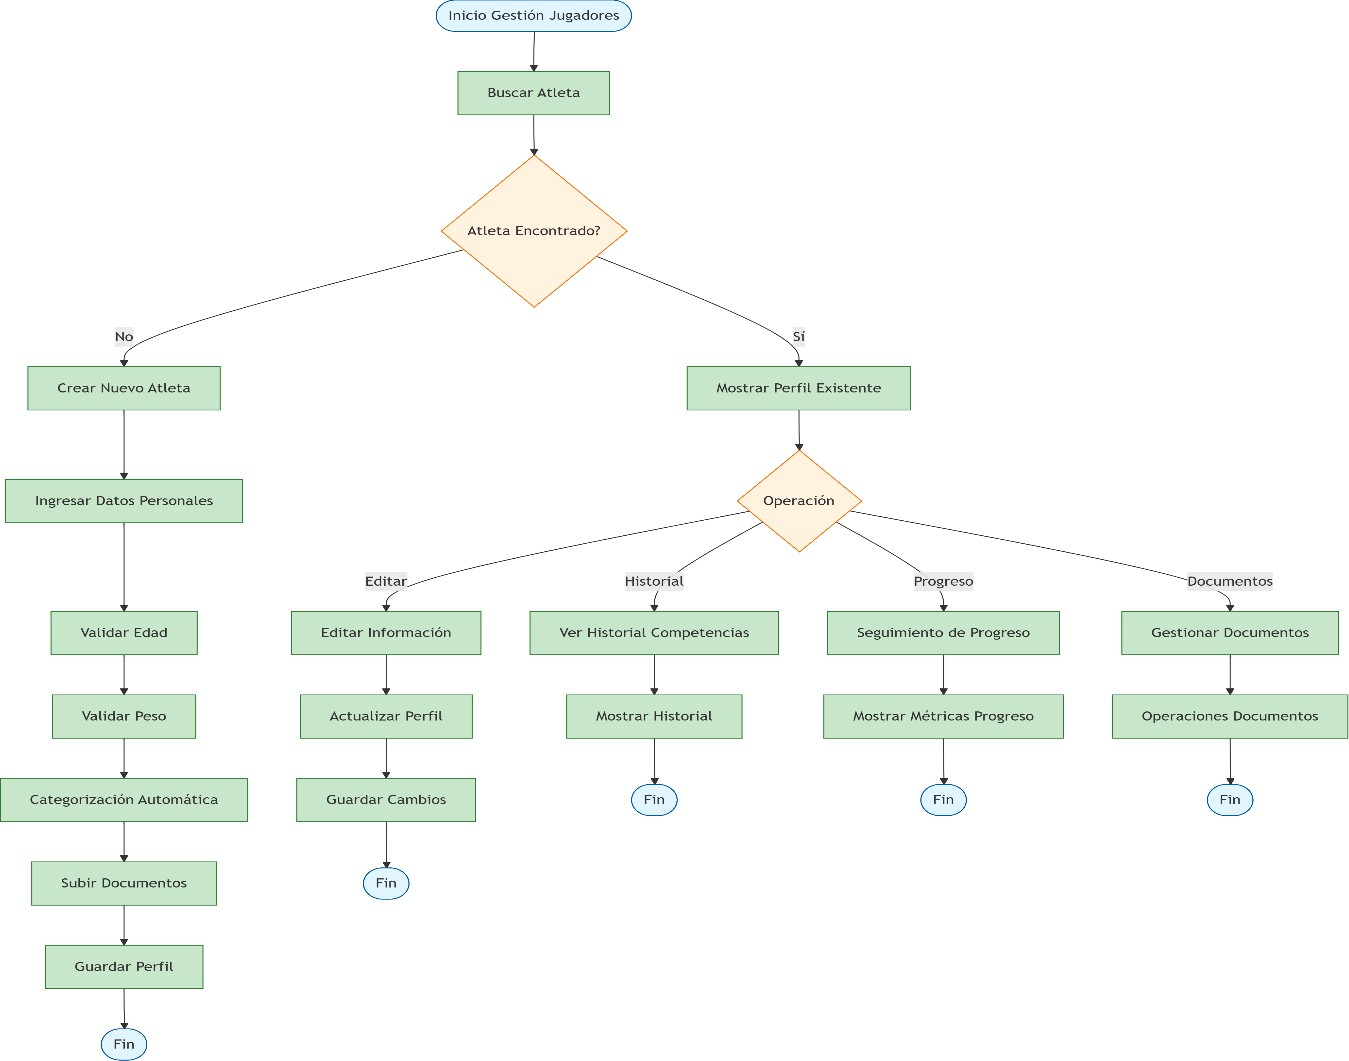 Inicio Gestión Jugadores
Buscar Atleta
Atleta Encontrado?
No
Sí
Crear Nuevo Atleta
Mostrar Perfil Existente
Ingresar Datos Personales
Operación
Editar
Historial
Progreso
Documentos
Validar Edad
Editar Información
Ver Historial Competencias
Seguimiento de Progreso
Gestionar Documentos
Validar Peso
Actualizar Perfil
Mostrar Historial
Mostrar Métricas Progreso
Operaciones Documentos
Categorización Automática
Guardar Cambios
Fin
Fin
Fin
Subir Documentos
Fin
Guardar Perfil
Fin